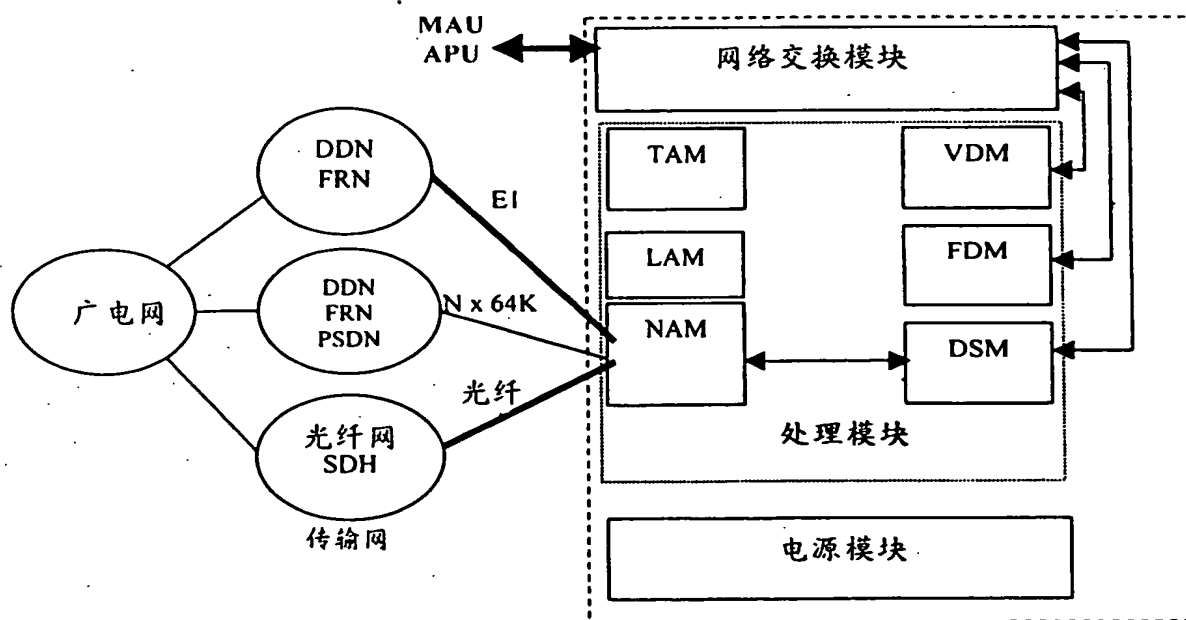 MAU
APU
网络交换模块
DDN
FRN
E1
TAM
VDM
LAM
FDM
广电网
DDN
FRN
PSDN
N x 64K
NAM
DSM
光纤
处理模块
光纤网
SDH
传输网
电源模块